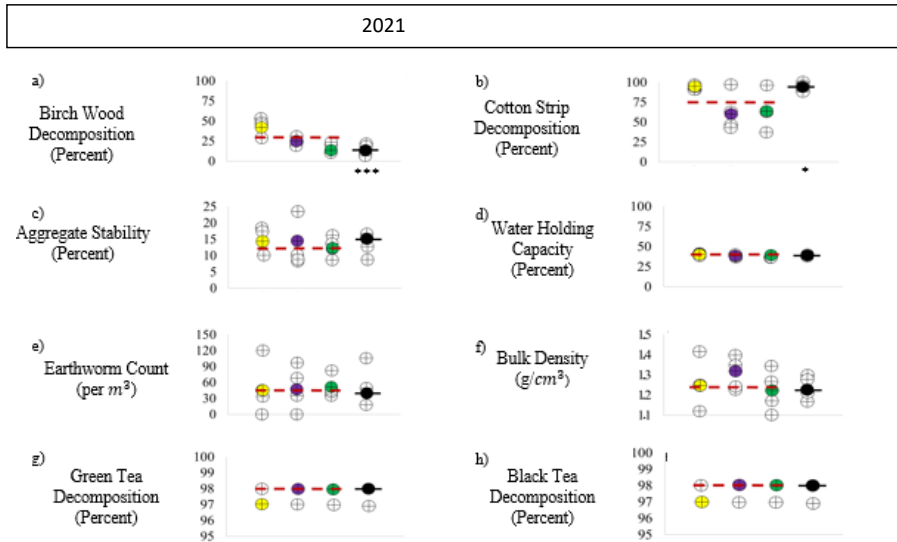 2021
a)
Birch Wood
Decomposition
(Percent)
100
75
50
25
0
***
b)
Cotton Strip
Decomposition
(Percent)
100
75
50
25
0
*
c)
Aggregate Stability
(Percent)
25
20
15
10
5
0
d)
Water Holding
Capacity
(Percent)
100
75
50
25
0
e)
Earthworm Count
(per m³)
150
120
90
60
30
0
f)
Bulk Density
(g/cm³)
1.5
1.4
1.3
1.2
1.1
g)
Green Tea
Decomposition
(Percent)
100
99
98
97
96
95
h)
Black Tea
Decomposition
(Percent)
100
99
98
97
96
95